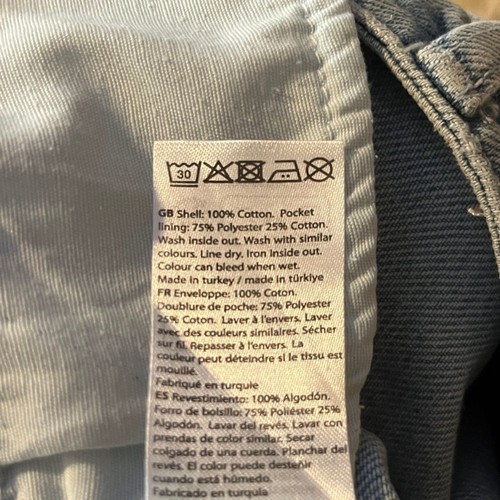 30
GB Shell: 100% Cotton. Pocket
lining: 75% Polyester 25% Cotton.
Wash inside out. Wash with similar
colours. Line dry. Iron inside out.
Colour can bleed when wet.
Made in turkey / made in türkiye
FR Enveloppe: 100% Coton.
Doublure de poche: 75% Polyester
25% Coton. Laver à l'envers. Laver
avec des couleurs similaires. Sécher
sur fil. Repasser à l'envers. La
couleur peut déteindre si le tissu est
mouillé.
Fabriqué en turquie
ES Revestimiento: 100% Algodón.
Forro de bolsillo: 75% Poliéster 25%
Algodón. Lavar del revés. Lavar con
prendas de color similar. Secar
colgado de una cuerda. Planchar del
revés. El color puede desteñir
cuando está húmedo.
Fabricado en turquia